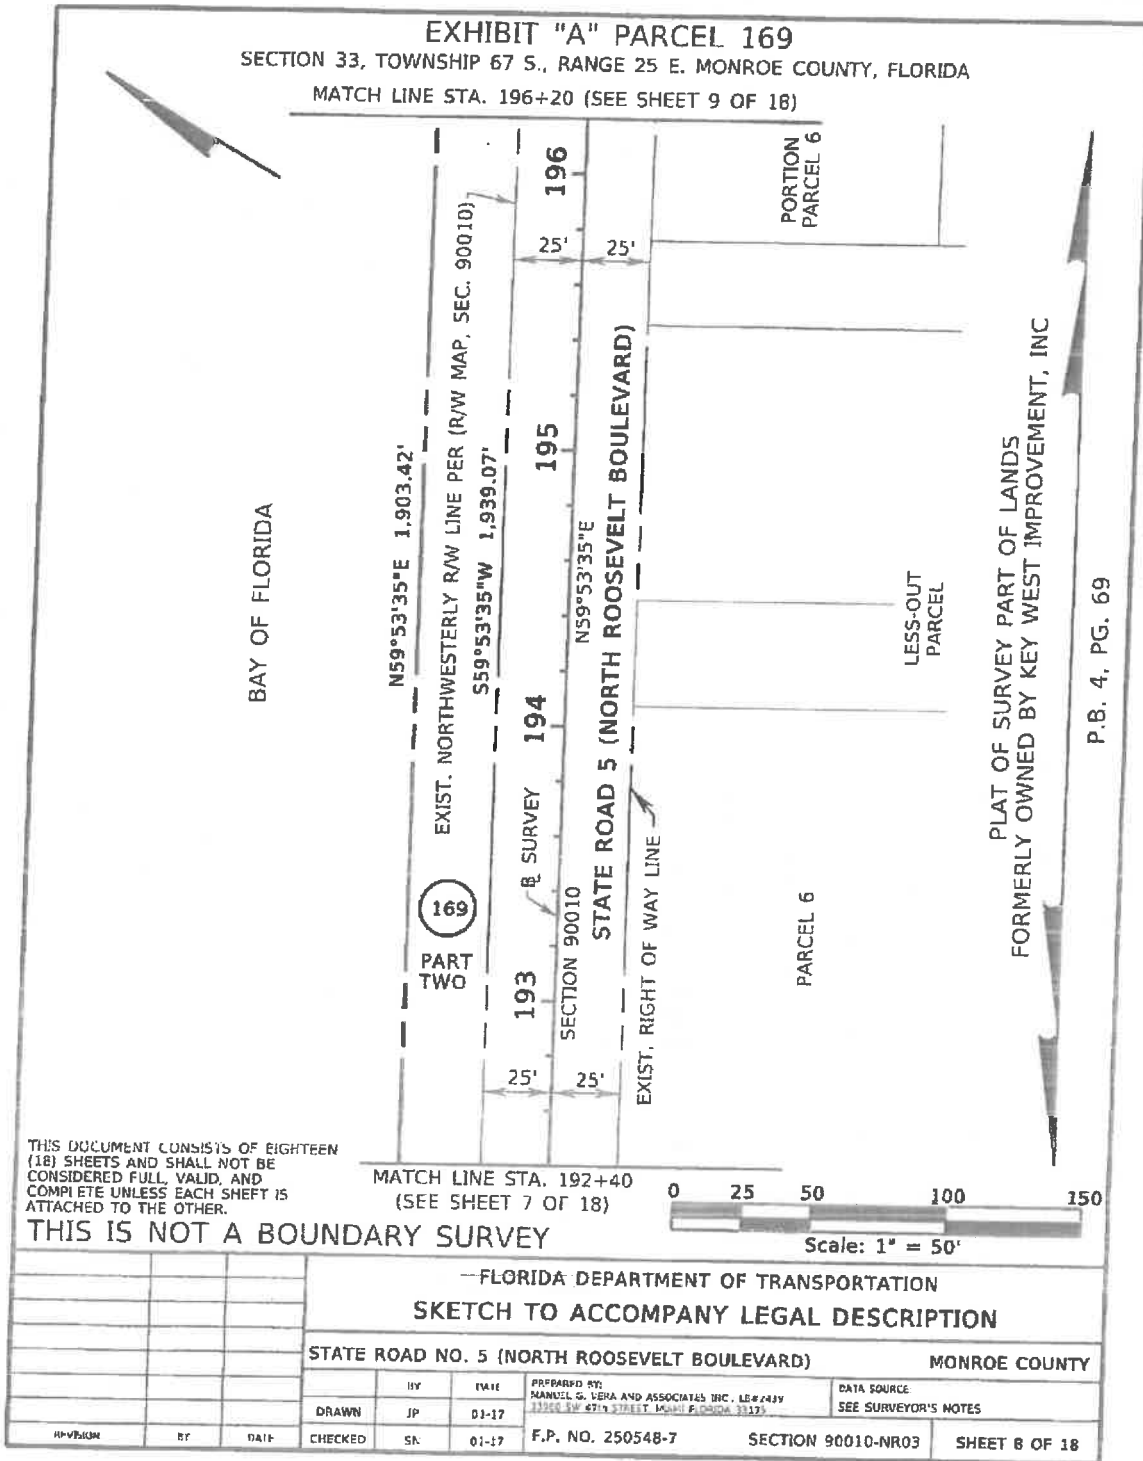 EXHIBIT "A" PARCEL 169
SECTION 33, TOWNSHIP 67 S., RANGE 25 E. MONROE COUNTY, FLORIDA
MATCH LINE STA. 196+20 (SEE SHEET 9 OF 18)
BAY OF FLORIDA
N59°53'35"E 1,903.42'
EXIST. NORTHWESTERLY R/W LINE PER (R/W MAP, SEC. 90010)
S59°53'35"W 1,939.07'
169
PART
TWO
196
195
194
193
25'
25'
BL SURVEY
SECTION 90010
N59°53'35"E
STATE ROAD 5 (NORTH ROOSEVELT BOULEVARD)
EXIST. RIGHT OF WAY LINE
25'
25'
PORTION
PARCEL 6
LESS-OUT
PARCEL
PARCEL 6
PLAT OF SURVEY PART OF LANDS
FORMERLY OWNED BY KEY WEST IMPROVEMENT, INC
P.B. 4, PG. 69
THIS DOCUMENT CONSISTS OF EIGHTEEN
(18) SHEETS AND SHALL NOT BE
CONSIDERED FULL, VALID, AND
COMPLETE UNLESS EACH SHEET IS
ATTACHED TO THE OTHER.
THIS IS NOT A BOUNDARY SURVEY
MATCH LINE STA. 192+40
(SEE SHEET 7 OF 18)
0 25 50 100 150
Scale: 1" = 50'
FLORIDA DEPARTMENT OF TRANSPORTATION
SKETCH TO ACCOMPANY LEGAL DESCRIPTION
STATE ROAD NO. 5 (NORTH ROOSEVELT BOULEVARD) MONROE COUNTY
BY DATE
PREPARED BY:
MANUEL G. VERA AND ASSOCIATES INC., LB#2439
DATA SOURCE:
SEE SURVEYOR'S NOTES
DRAWN JP 01-17
REVISION BY DATE
CHECKED SN 01-17
F.P. NO. 250548-7 SECTION 90010-NR03 SHEET 8 OF 18